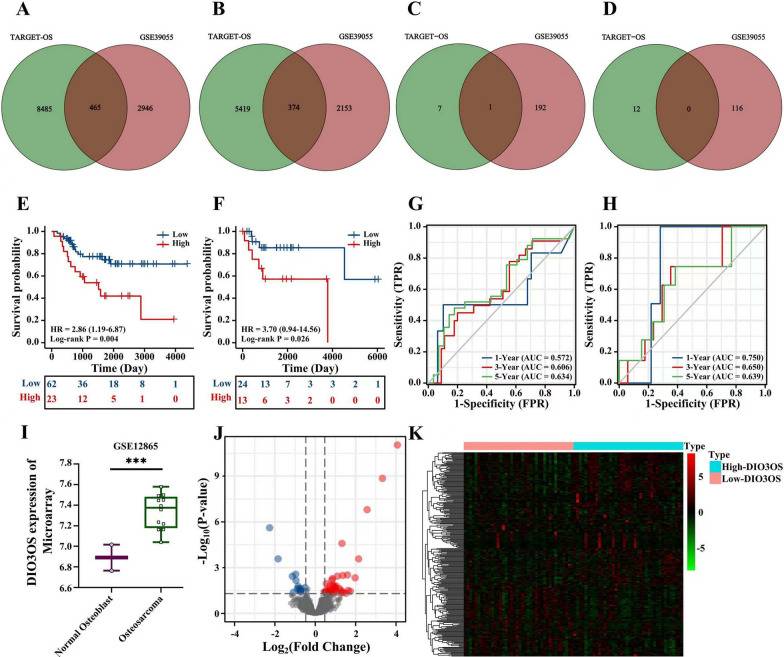 A
TARGET-OS
GSE39055
8485
465
2946
B
TARGET-OS
GSE39055
5419
374
2153
C
TARGET-OS
GSE39055
7
1
192
D
TARGET-OS
GSE39055
12
0
116
E
Survival probability
1.0
0.8
0.6
0.4
0.2
0.0
Low
High
HR = 2.86 (1.19-6.87)
Log-rank P = 0.004
0 1000 2000 3000 4000
Time (Day)
Low 62 36 18 8 1
High 23 12 5 1 0
F
Survival probability
1.0
0.8
0.6
0.4
0.2
0.0
Low
High
HR = 3.70 (0.94-14.56)
Log-rank P = 0.026
0 1000 2000 3000 4000 5000 6000
Time (Day)
Low 24 13 7 3 3 2 1
High 13 6 3 2 0 0 0
G
Sensitivity (TPR)
1.0
0.8
0.6
0.4
0.2
0.0
1-Year (AUC = 0.572)
3-Year (AUC = 0.606)
5-Year (AUC = 0.634)
0.0 0.2 0.4 0.6 0.8 1.0
1-Specificity (FPR)
H
Sensitivity (TPR)
1.0
0.8
0.6
0.4
0.2
0.0
1-Year (AUC = 0.750)
3-Year (AUC = 0.650)
5-Year (AUC = 0.639)
0.0 0.2 0.4 0.6 0.8 1.0
1-Specificity (FPR)
I
GSE12865
***
DIO3OS expression of
Microarray
7.8
7.6
7.4
7.2
7.0
6.8
6.6
Normal Osteoblast
Osteosarcoma
J
-Log10(P-value)
11.0
9.0
6.0
3.0
1.5
0.0
-4 -2 0 2 4
Log2(Fold Change)
K
Type
5
0
-5
Type
High-DIO3OS
Low-DIO3OS